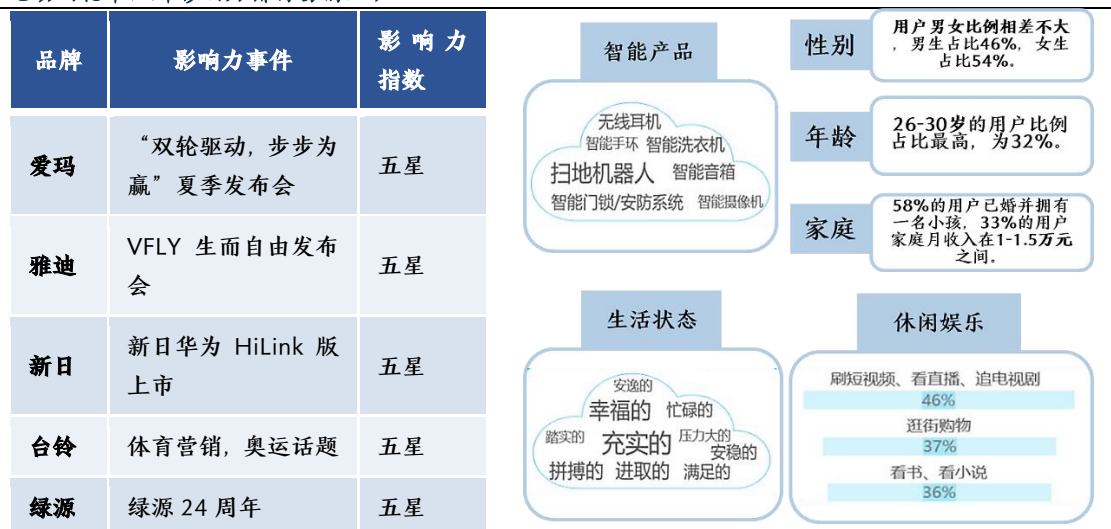 品牌
影响力事件
影响力
指数
爱玛
“双轮驱动，步步为
赢”夏季发布会
五星
雅迪
VFLY 生而自由发布
会
五星
新日
新日华为 HiLink 版
上市
五星
台铃
体育营销，奥运话题
五星
绿源
绿源 24 周年
五星
智能产品
无线耳机
智能手环 智能洗衣机
扫地机器人 智能音箱
智能门锁/安防系统 智能摄像机
性别
用户男女比例相差不大
，男生占比46%，女生
占比54%。
年龄
26-30岁的用户比例
占比最高，为32%。
家庭
58%的用户已婚并拥有
一名小孩，33%的用户
家庭月收入在1-1.5万元
之间。
生活状态
安逸的
幸福的 忙碌的
踏实的 充实的 压力大的
安稳的
拼搏的 进取的 满足的
休闲娱乐
刷短视频、看直播、追电视剧
46%
逛街购物
37%
看书、看小说
36%